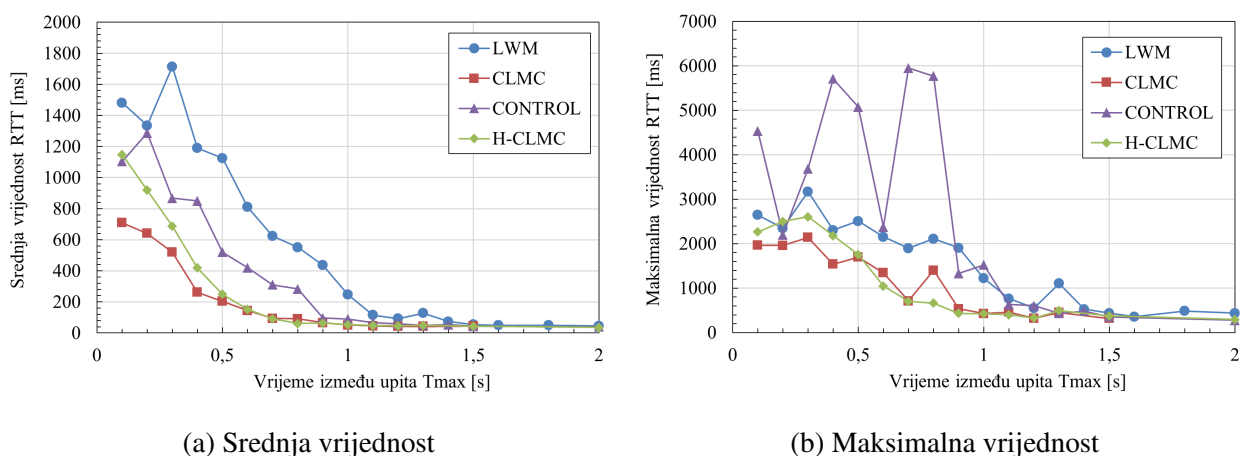 Srednja vrijednost RTT [ms]
2000
1800
1600
1400
1200
1000
800
600
400
200
0
0
0,5
1
1,5
2
Vrijeme između upita Tmax [s]
LWM
CLMC
CONTROL
H-CLMC
(a) Srednja vrijednost
Maksimalna vrijednost RTT [ms]
7000
6000
5000
4000
3000
2000
1000
0
0
0,5
1
1,5
2
Vrijeme između upita Tmax [s]
LWM
CLMC
CONTROL
H-CLMC
(b) Maksimalna vrijednost